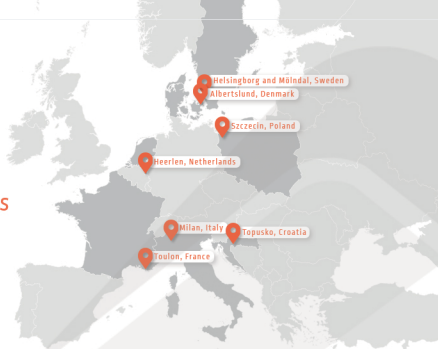 Helsingborg and Mölndal, Sweden
Albertslund, Denmark
Szczecin, Poland
Heerlen, Netherlands
s
Milan, Italy
Topusko, Croatia
Toulon, France